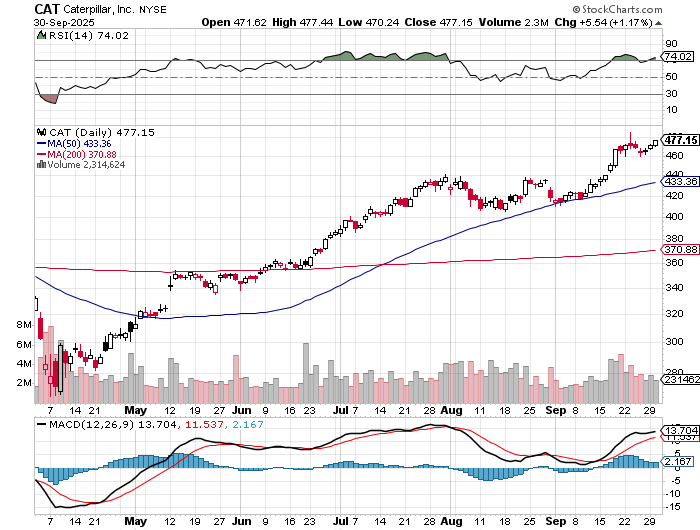 CAT Caterpillar, Inc. NYSE
© StockCharts.com
30-Sep-2025
Open 471.62 High 477.44 Low 470.24 Close 477.15 Volume 2.3M Chg +5.54 (+1.17%)
RSI(14) 74.02
90
74.02
50
30
10
CAT (Daily) 477.15
MA(50) 433.36
MA(200) 370.88
Volume 2,314,624
477.15
460
440
433.36
420
400
380
370.88
360
340
320
300
280
8M
6M
4M
2M
2314624
7 14 21 May 12 19 27 Jun 9 16 23 Jul 7 14 21 28 Aug 11 18 25 Sep 8 15 22 29
MACD(12,26,9) 13.704, 11.537, 2.167
13.704
11.537
2.167
5
0
-5
-10
-15
7 14 21 May 12 19 27 Jun 9 16 23 Jul 7 14 21 28 Aug 11 18 25 Sep 8 15 22 29